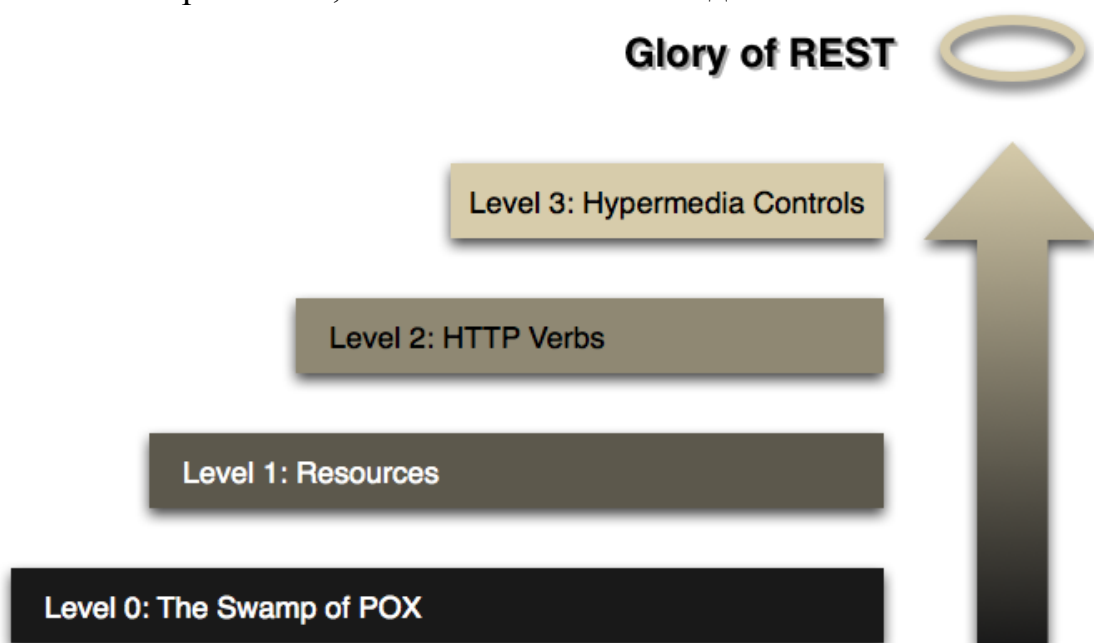 Glory of REST
Level 3: Hypermedia Controls
Level 2: HTTP Verbs
Level 1: Resources
Level 0: The Swamp of POX